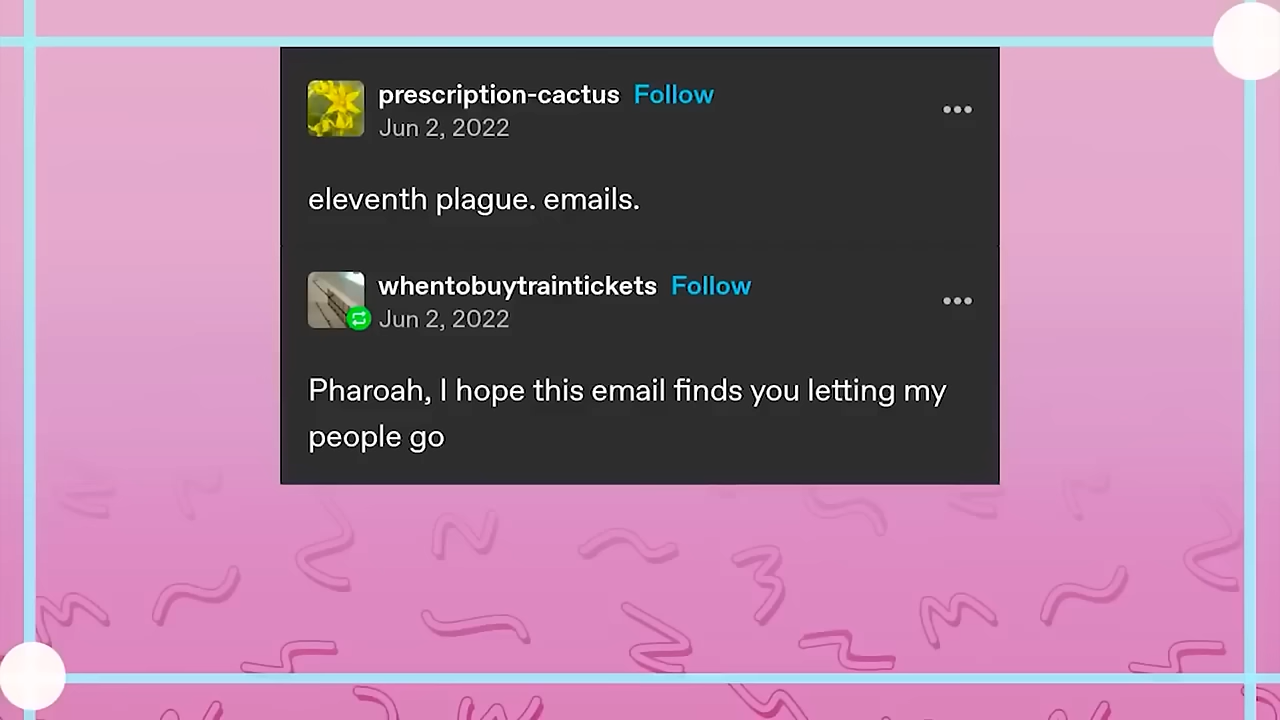 prescription-cactus Follow
Jun 2, 2022
eleventh plague. emails.
whentobuytraintickets Follow
Jun 2, 2022
Pharoah, I hope this email finds you letting my
people go